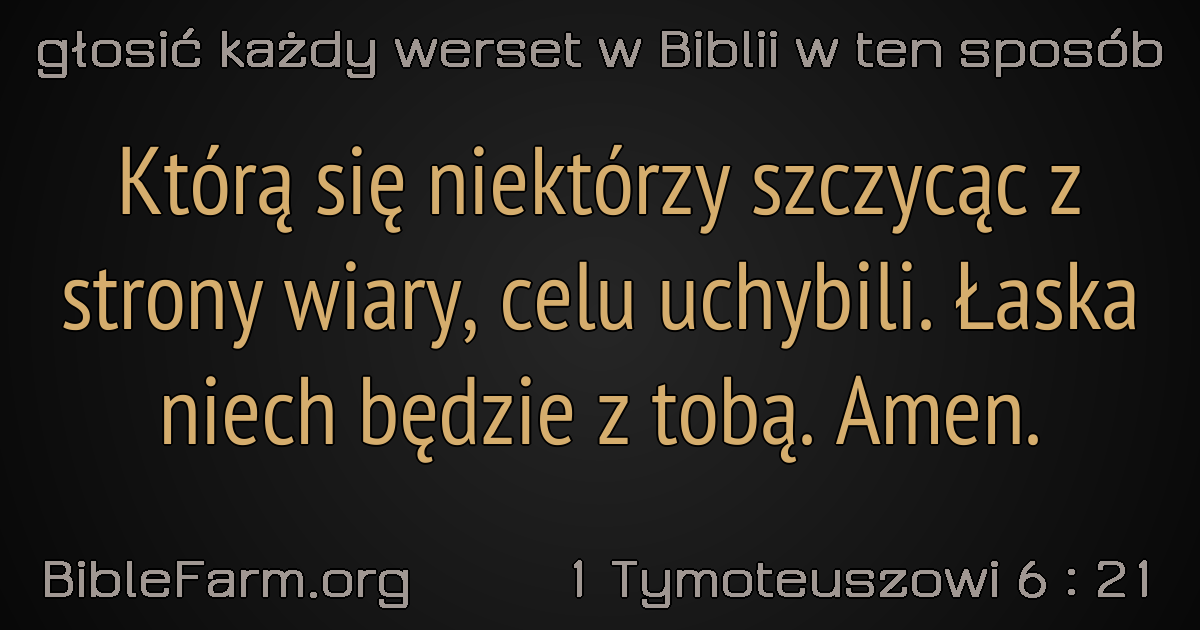 głosić każdy werset w Biblii w ten sposób
Którą się niektórzy szczycąc z
strony wiary, celu uchybili. Łaska
niech będzie z tobą. Amen.
BibleFarm.org
1 Tymoteuszowi 6 : 21